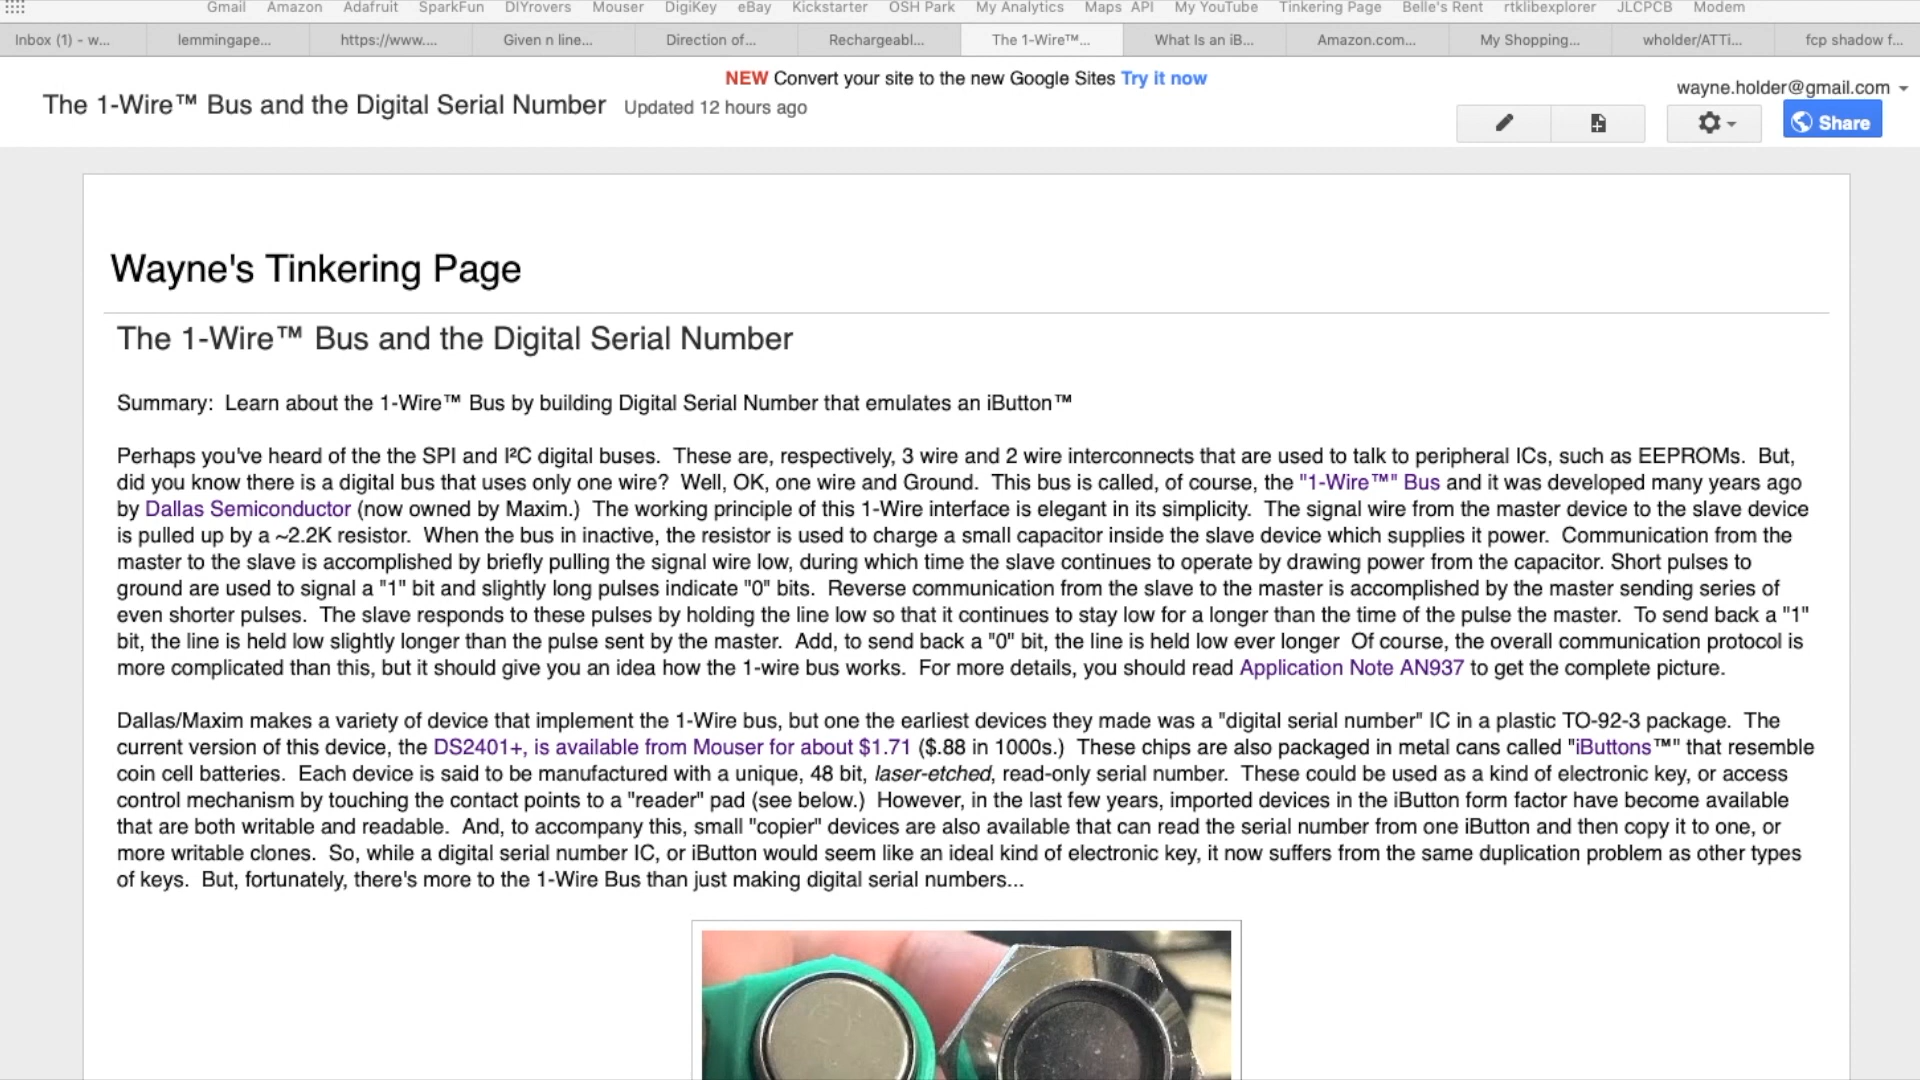 Gmail Amazon Adafruit SparkFun DIYrovers Mouser DigiKey eBay Kickstarter OSH Park My Analytics Maps API My YouTube Tinkering Page Belle's Rent rtklibexplorer JLCPCB Modem
Inbox (1) - w... lemmingape... https://www.... Given n line... Direction of... Rechargeabl... The 1-Wire™... What Is an iB... Amazon.com... My Shopping... wholder/ATTi... fcp shadow f...
NEW Convert your site to the new Google Sites Try it now
wayne.holder@gmail.com
The 1-Wire™ Bus and the Digital Serial Number Updated 12 hours ago
Share
Wayne's Tinkering Page
The 1-Wire™ Bus and the Digital Serial Number
Summary: Learn about the 1-Wire™ Bus by building Digital Serial Number that emulates an iButton™
Perhaps you've heard of the the SPI and I²C digital buses. These are, respectively, 3 wire and 2 wire interconnects that are used to talk to peripheral ICs, such as EEPROMs. But,
did you know there is a digital bus that uses only one wire? Well, OK, one wire and Ground. This bus is called, of course, the "1-Wire™" Bus and it was developed many years ago
by Dallas Semiconductor (now owned by Maxim.) The working principle of this 1-Wire interface is elegant in its simplicity. The signal wire from the master device to the slave device
is pulled up by a ~2.2K resistor. When the bus in inactive, the resistor is used to charge a small capacitor inside the slave device which supplies it power. Communication from the
master to the slave is accomplished by briefly pulling the signal wire low, during which time the slave continues to operate by drawing power from the capacitor. Short pulses to
ground are used to signal a "1" bit and slightly long pulses indicate "0" bits. Reverse communication from the slave to the master is accomplished by the master sending series of
even shorter pulses. The slave responds to these pulses by holding the line low so that it continues to stay low for a longer than the time of the pulse the master. To send back a "1"
bit, the line is held low slightly longer than the pulse sent by the master. Add, to send back a "0" bit, the line is held low ever longer Of course, the overall communication protocol is
more complicated than this, but it should give you an idea how the 1-wire bus works. For more details, you should read Application Note AN937 to get the complete picture.
Dallas/Maxim makes a variety of device that implement the 1-Wire bus, but one the earliest devices they made was a "digital serial number" IC in a plastic TO-92-3 package. The
current version of this device, the DS2401+, is available from Mouser for about $1.71 ($.88 in 1000s.) These chips are also packaged in metal cans called "iButtons™" that resemble
coin cell batteries. Each device is said to be manufactured with a unique, 48 bit, laser-etched, read-only serial number. These could be used as a kind of electronic key, or access
control mechanism by touching the contact points to a "reader" pad (see below.) However, in the last few years, imported devices in the iButton form factor have become available
that are both writable and readable. And, to accompany this, small "copier" devices are also available that can read the serial number from one iButton and then copy it to one, or
more writable clones. So, while a digital serial number IC, or iButton would seem like an ideal kind of electronic key, it now suffers from the same duplication problem as other types
of keys. But, fortunately, there's more to the 1-Wire Bus than just making digital serial numbers...